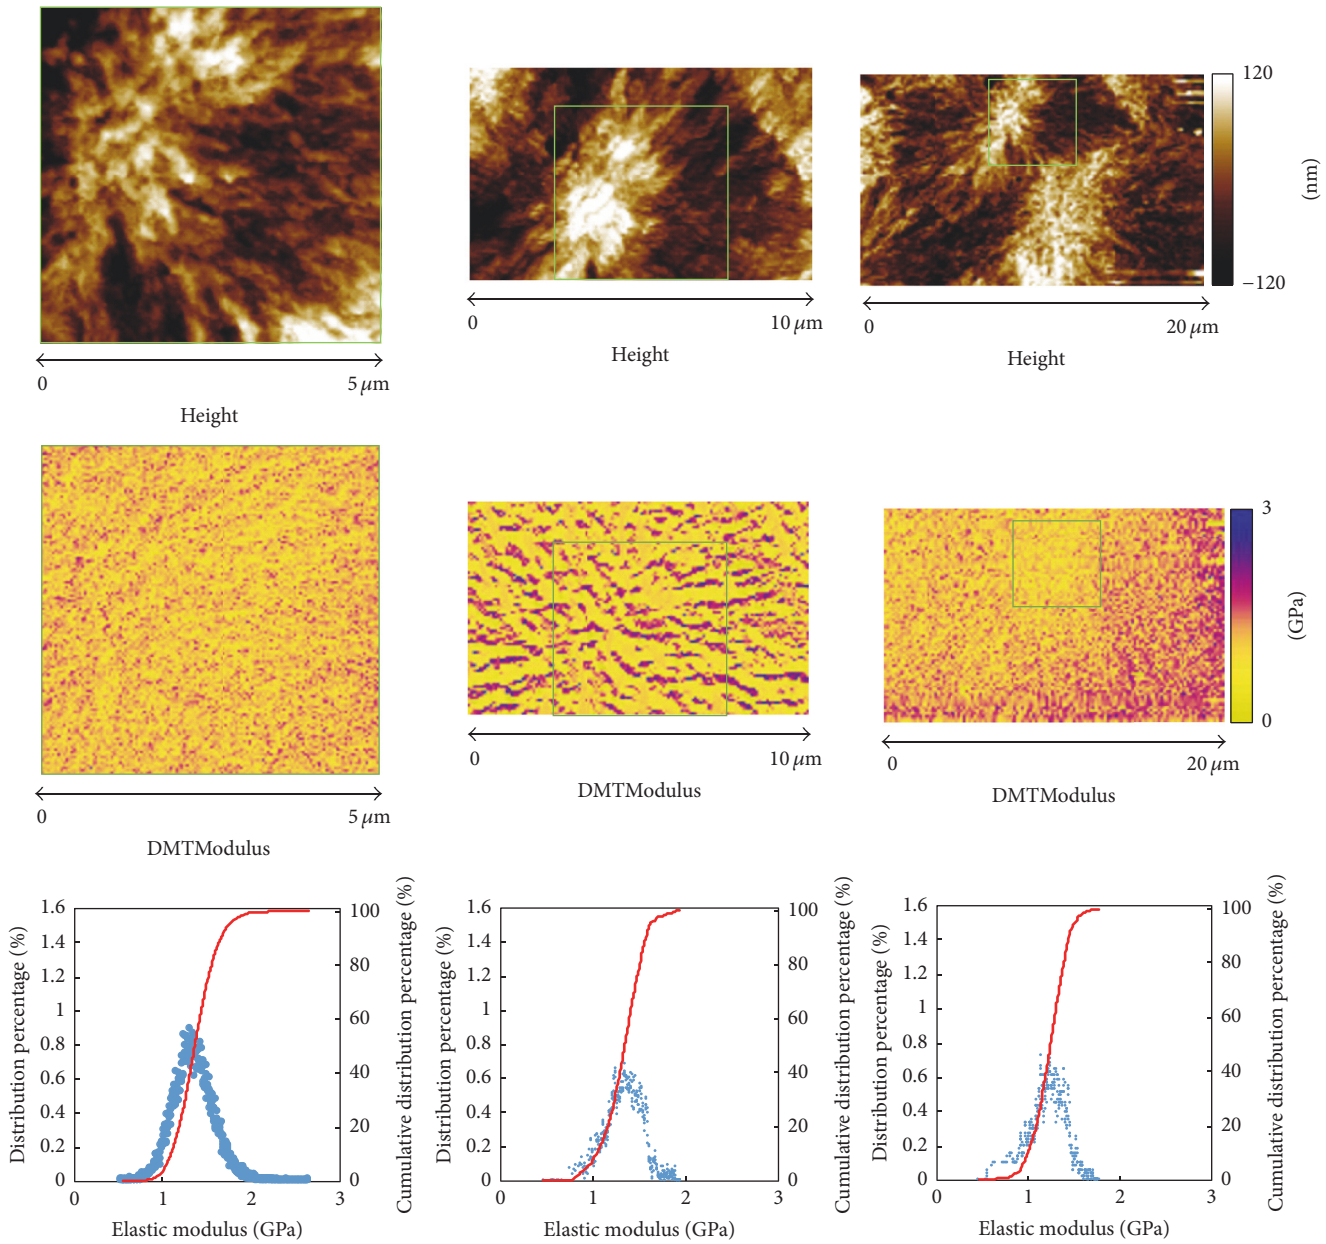 0
5 μm
Height
0
10 μm
Height
0
20 μm
Height
120
−120
(nm)
0
5 μm
DMTModulus
0
10 μm
DMTModulus
0
20 μm
DMTModulus
3
0
(GPa)
Distribution percentage (%)
1.6
1.4
1.2
1
0.8
0.6
0.4
0.2
0
0
1
2
3
Elastic modulus (GPa)
100
80
60
40
20
0
Cumulative distribution percentage (%)
Distribution percentage (%)
1.6
1.4
1.2
1
0.8
0.6
0.4
0.2
0
0
1
2
3
Elastic modulus (GPa)
100
80
60
40
20
0
Cumulative distribution percentage (%)
Distribution percentage (%)
1.6
1.4
1.2
1
0.8
0.6
0.4
0.2
0
0
1
2
3
Elastic modulus (GPa)
100
80
60
40
20
0
Cumulative distribution percentage (%)